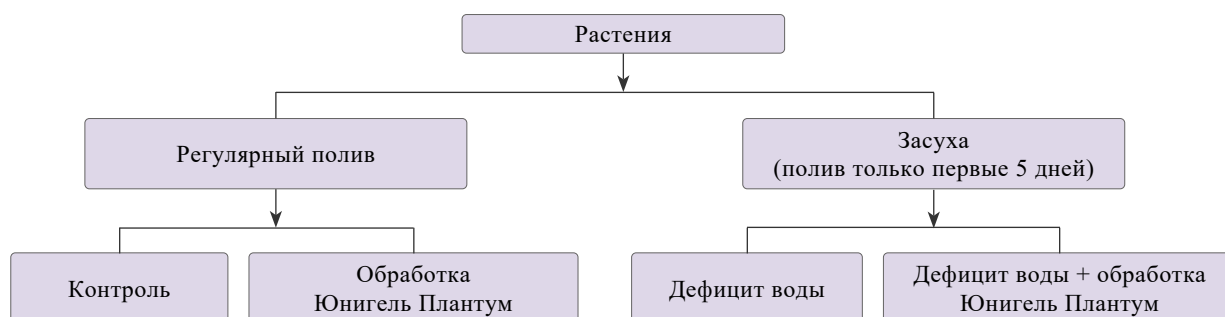 Растения
Регулярный полив
Засуха
(полив только первые 5 дней)
Контроль
Обработка
Юнигель Плантум
Дефицит воды
Дефицит воды + обработка
Юнигель Плантум